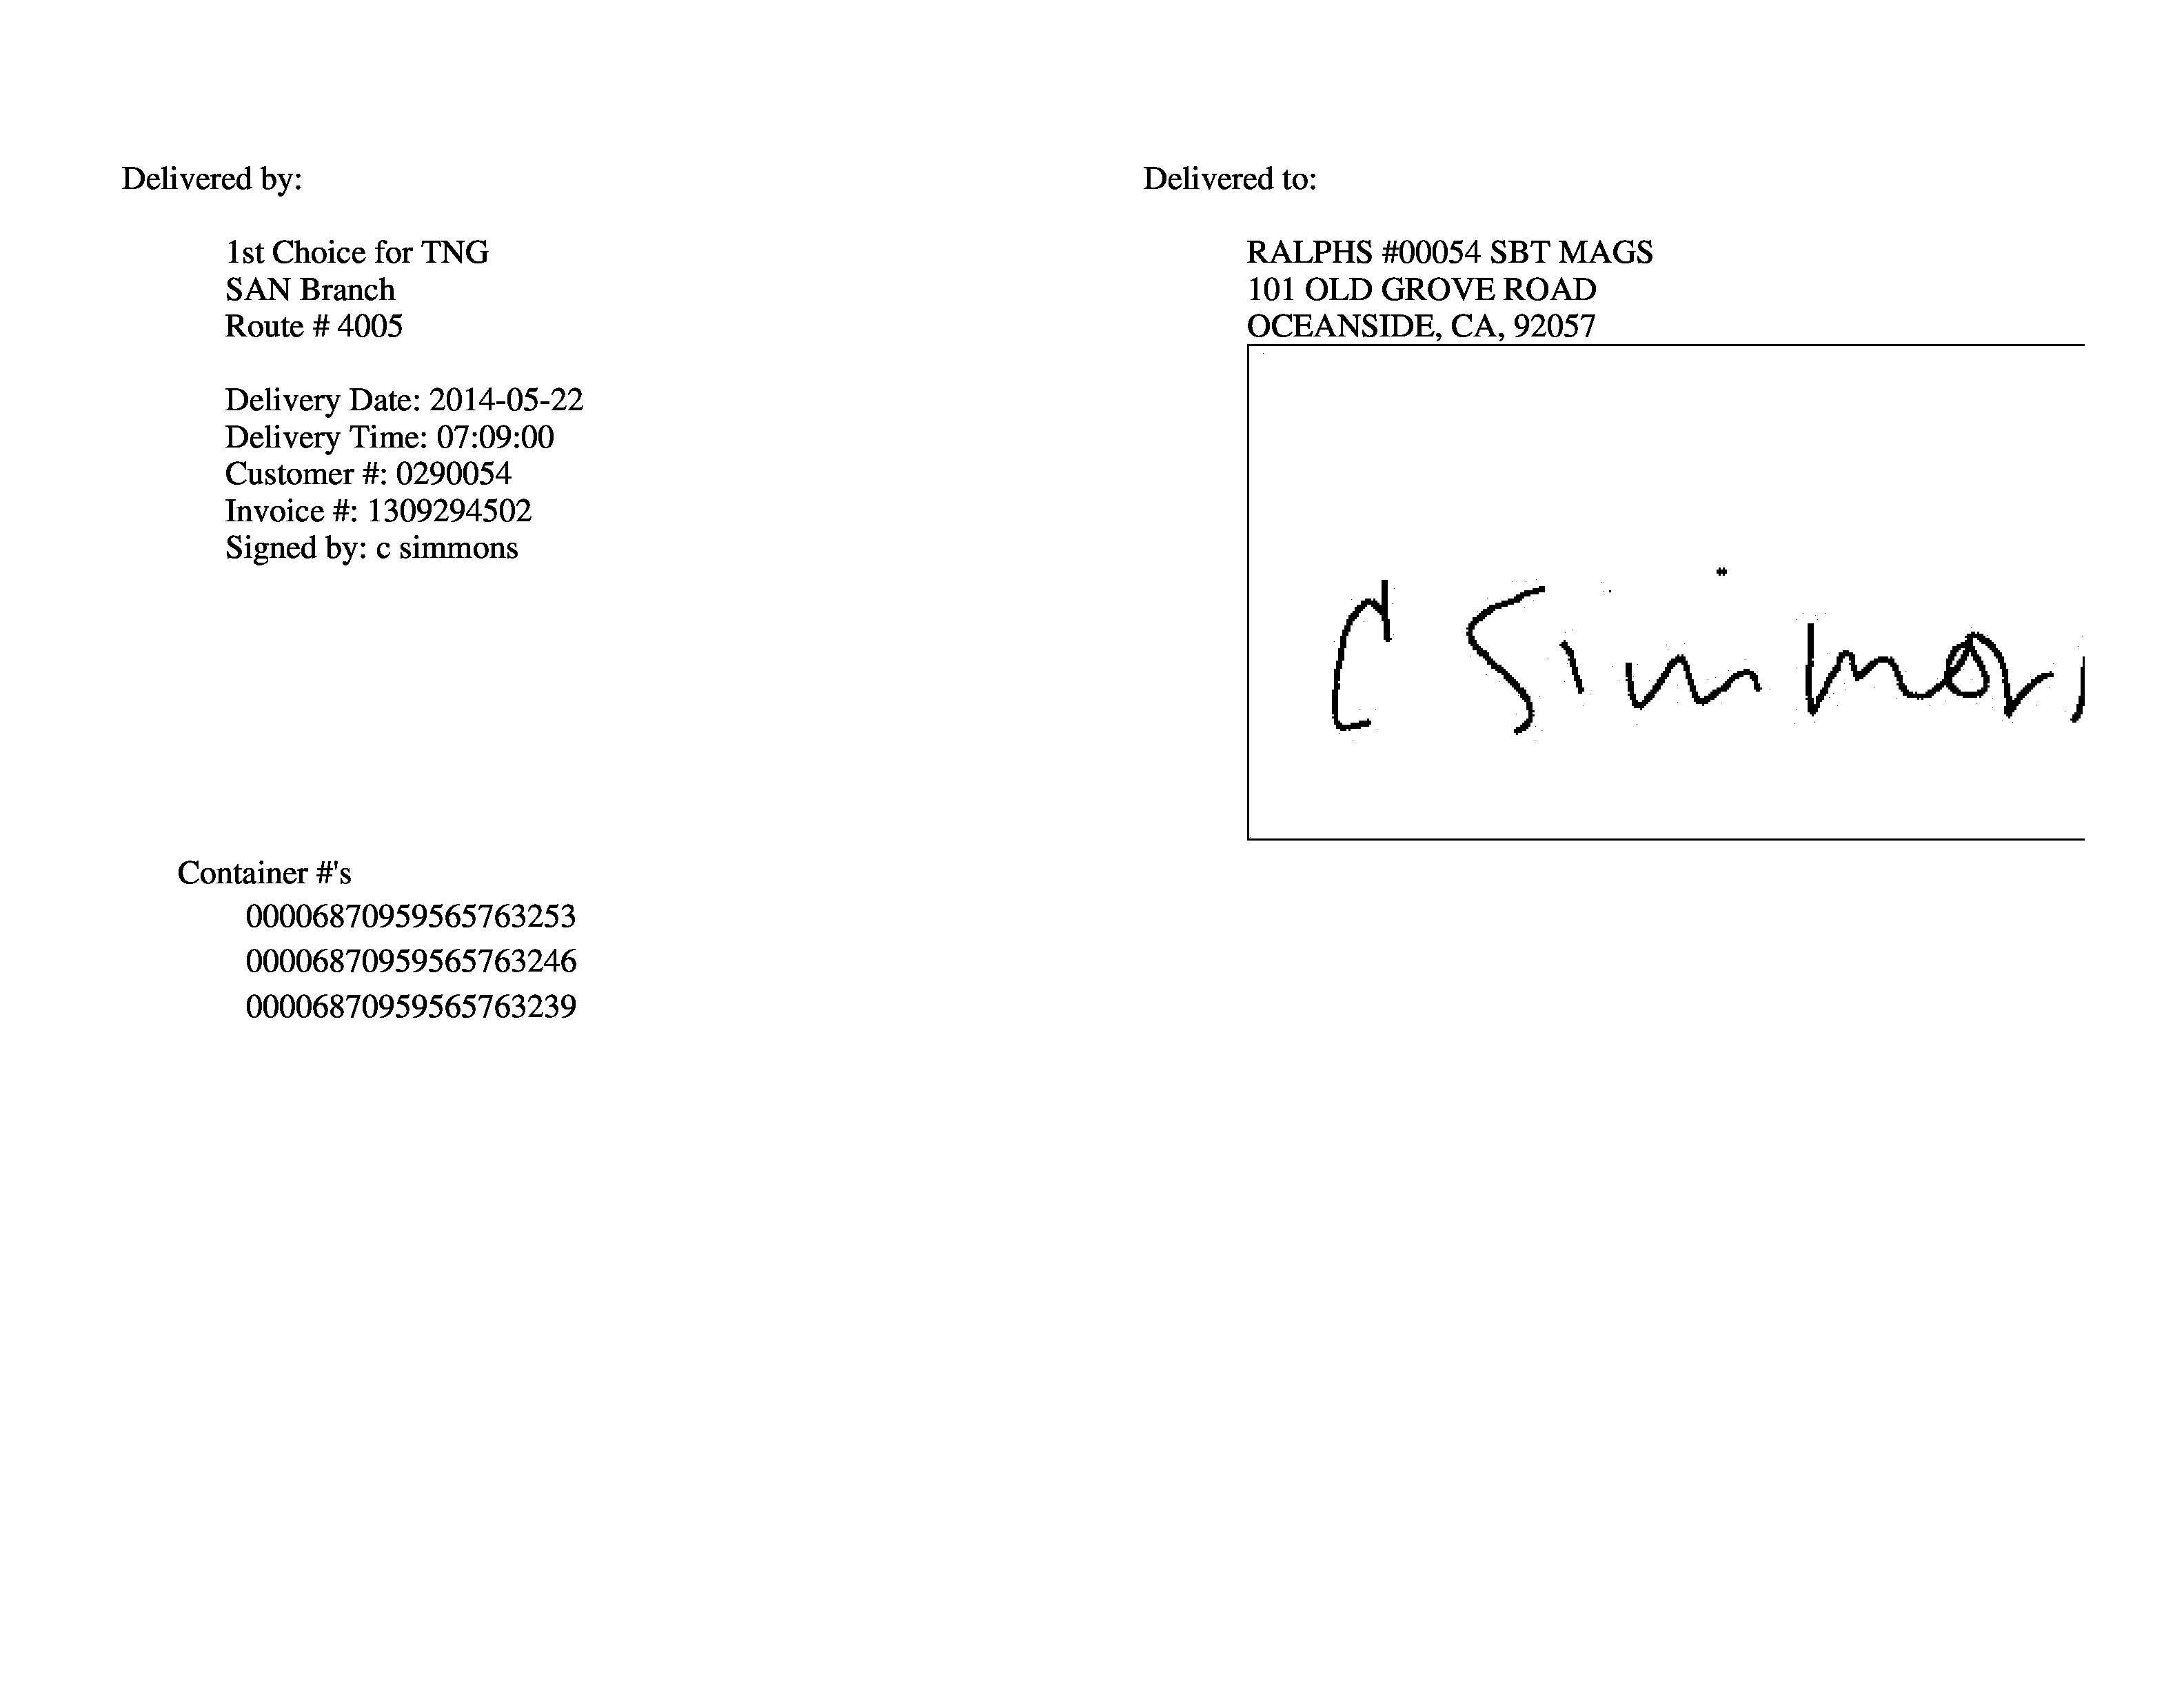 Delivered by:
1st Choice for TNG
SAN Branch
Route # 4005
Delivery Date: 2014-05-22
Delivery Time: 07:09:00
Customer #: 0290054
Invoice #: 1309294502
Signed by: c simmons
Delivered to:
RALPHS #00054 SBT MAGS
101 OLD GROVE ROAD
OCEANSIDE, CA, 92057
C Simmon
Container #'s
00006870959565763253
00006870959565763246
00006870959565763239